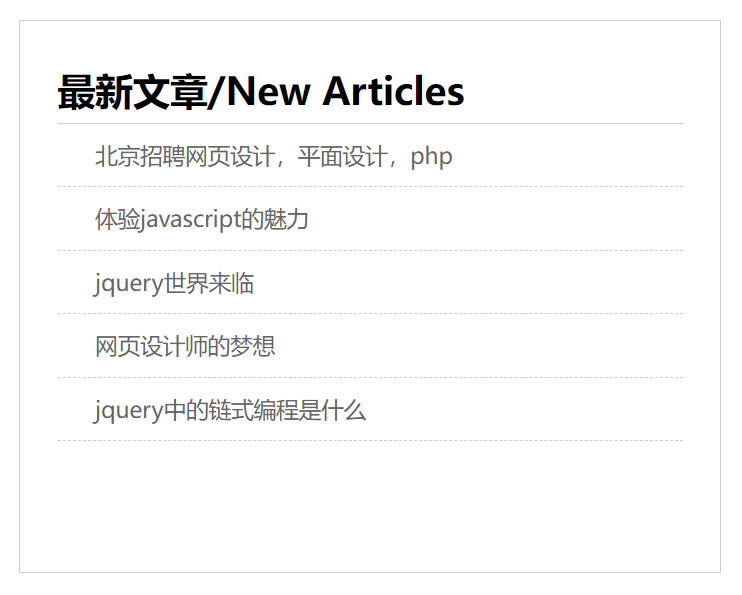 最新文章/New Articles
北京招聘网页设计，平面设计，php
体验javascript的魅力
jquery世界来临
网页设计师的梦想
jquery中的链式编程是什么